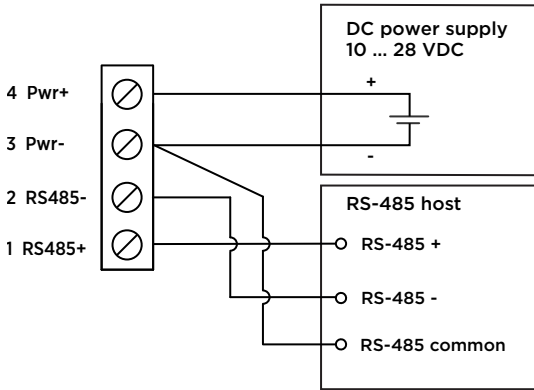 DC power supply
10 ... 28 VDC
+
-
4 Pwr+
3 Pwr-
2 RS485-
1 RS485+
RS-485 host
RS-485 +
RS-485 -
RS-485 common